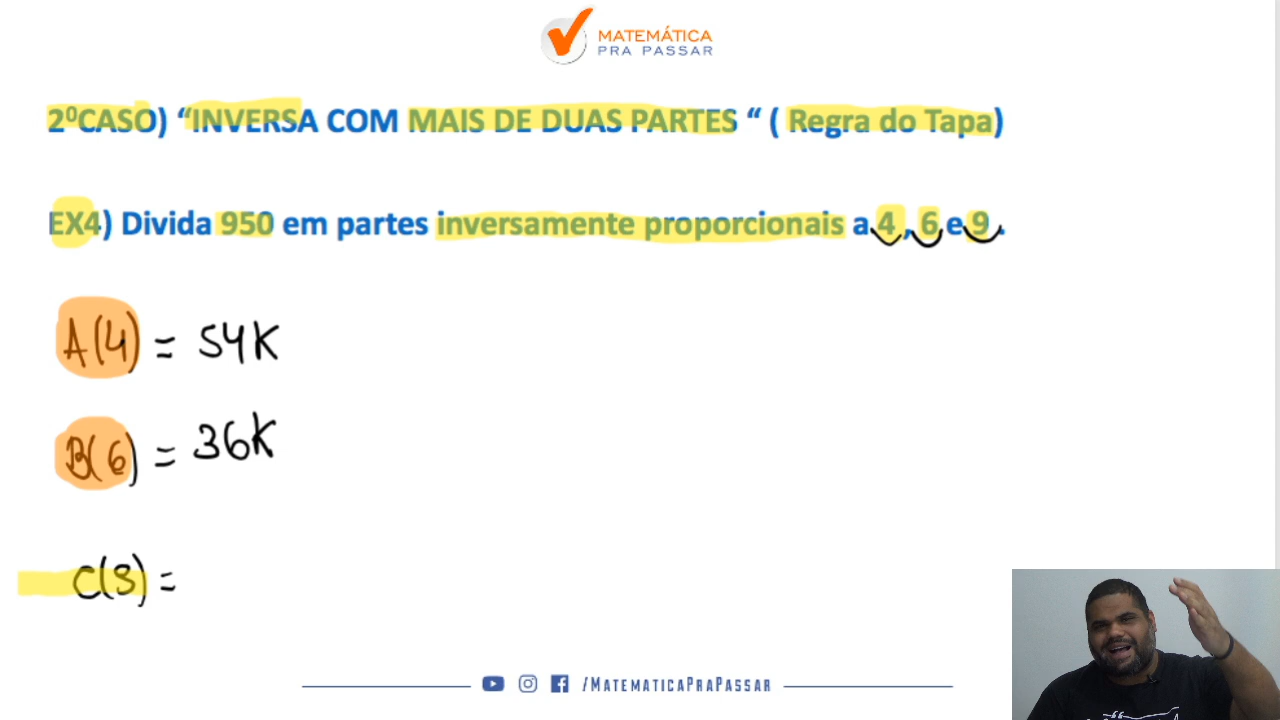 MATEMÁTICA
PRA PASSAR
2ºCASO) “INVERSA COM MAIS DE DUAS PARTES “ ( Regra do Tapa)
EX4) Divida 950 em partes inversamente proporcionais a 4 , 6 e 9 .
A(4) = 54K
B(6) = 36K
C(9) =
/MatematicaPraPassar